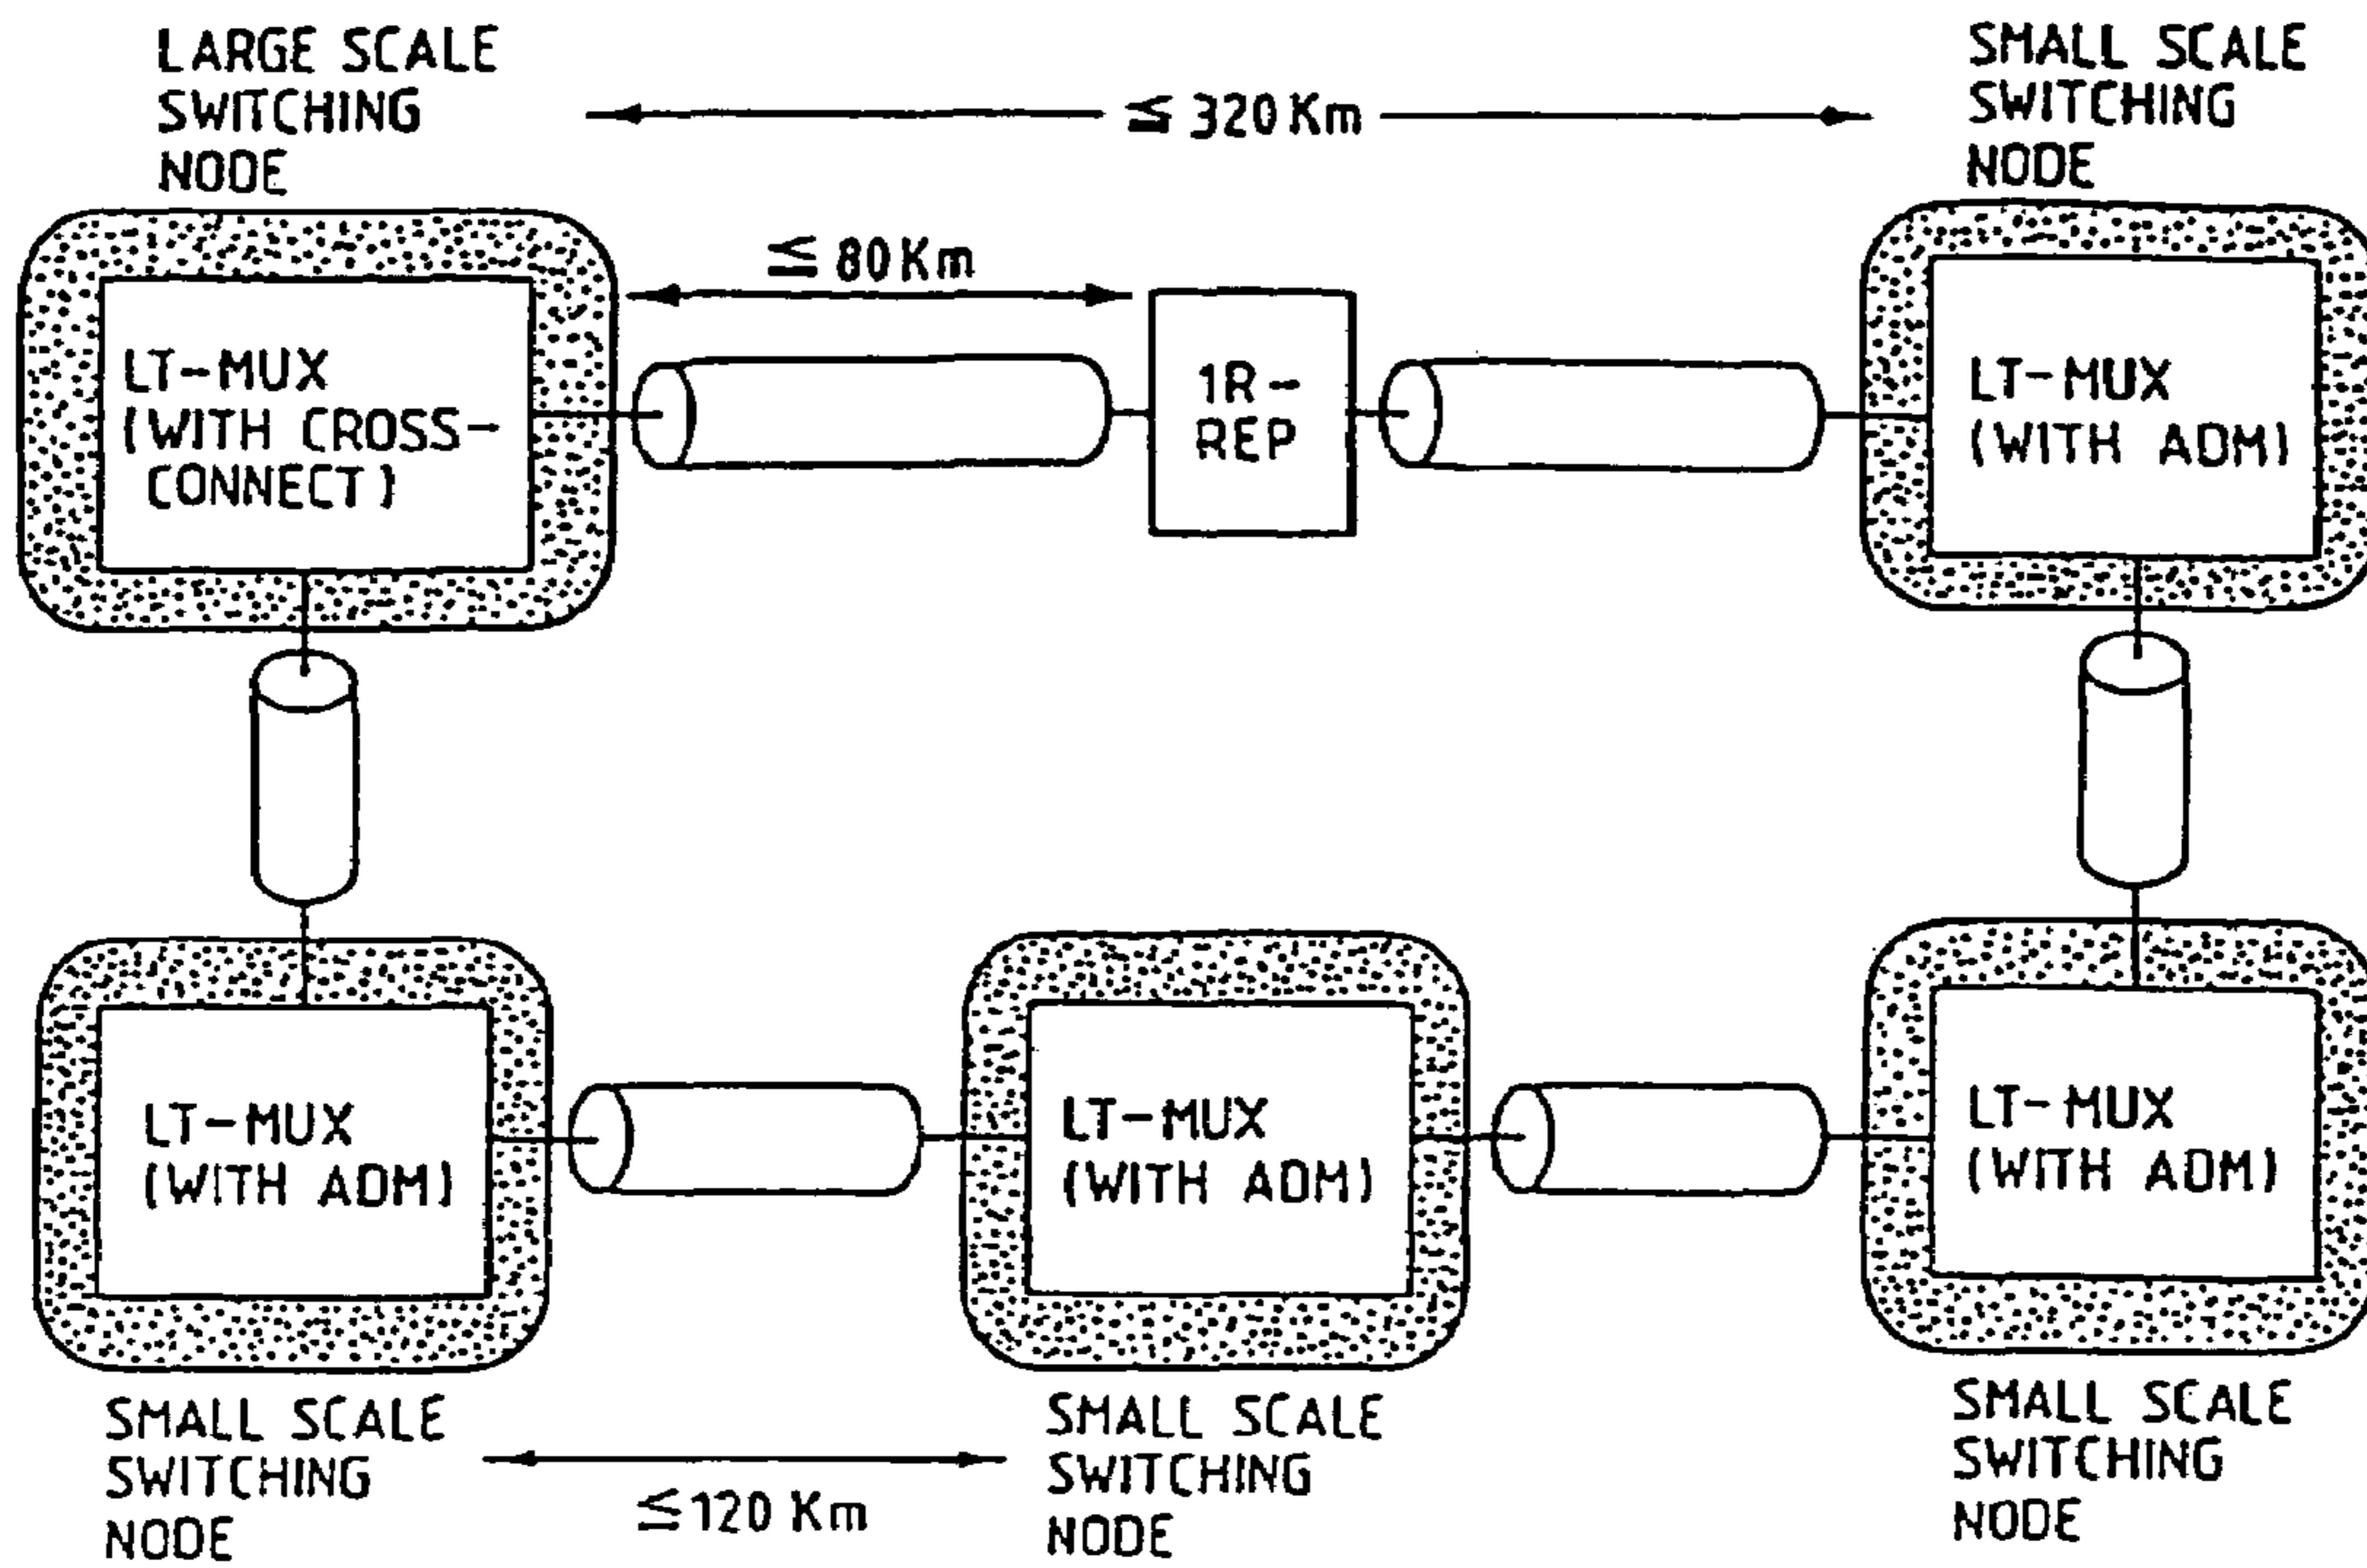 LARGE SCALE
SWITCHING
NODE
≦ 320 Km
SMALL SCALE
SWITCHING
NODE
≦ 80 Km
LT-MUX
(WITH CROSS-
CONNECT)
1R-
REP
LT-MUX
(WITH ADM)
LT-MUX
(WITH ADM)
LT-MUX
(WITH ADM)
LT-MUX
(WITH ADM)
SMALL SCALE
SWITCHING
NODE
≦120 Km
SMALL SCALE
SWITCHING
NODE
SMALL SCALE
SWITCHING
NODE